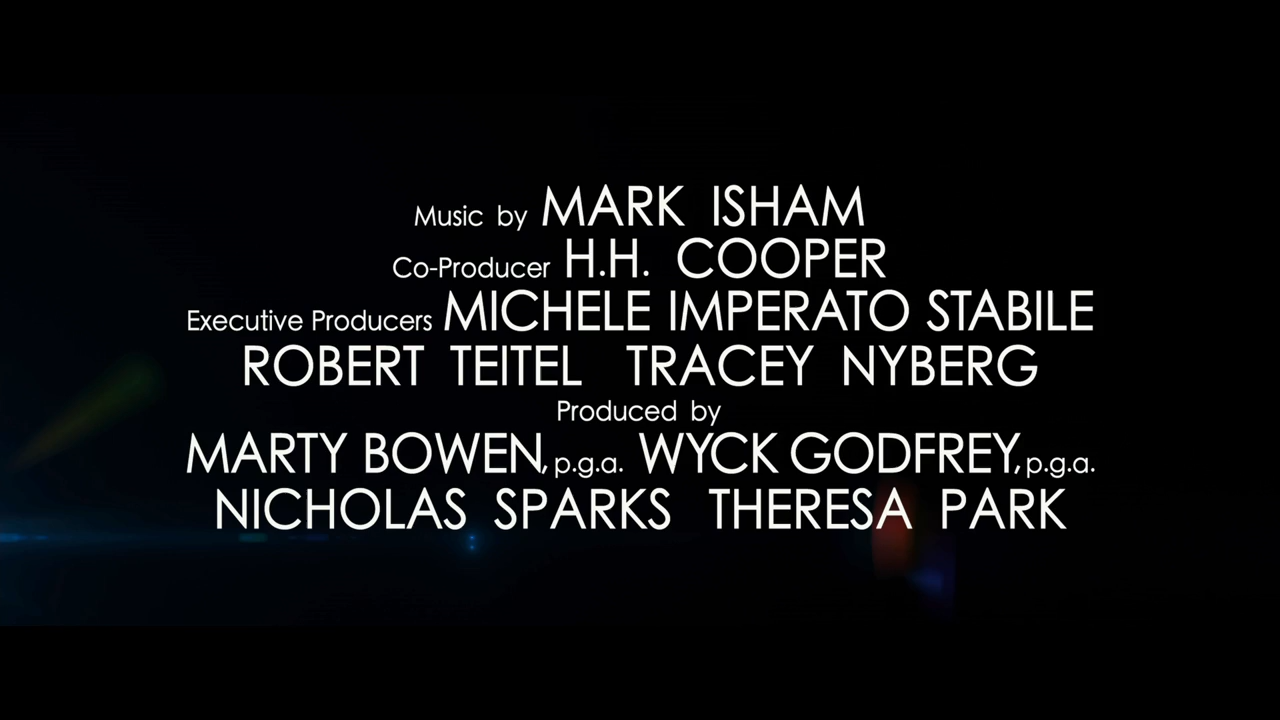 Music by MARK ISHAM
Co-Producer H.H. COOPER
Executive Producers MICHELE IMPERATO STABILE
ROBERT TEITEL TRACEY NYBERG
Produced by
MARTY BOWEN, p.g.a. WYCK GODFREY, p.g.a.
NICHOLAS SPARKS THERESA PARK